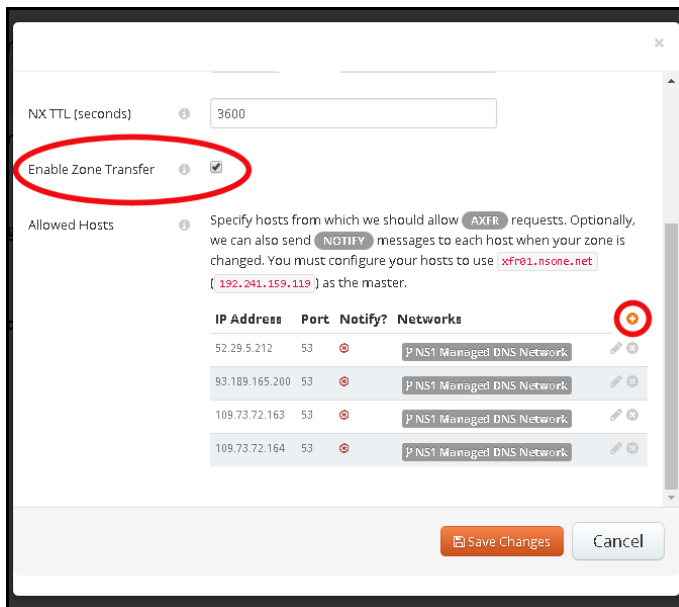 ×
NX TTL (seconds)
3600
Enable Zone Transfer
Allowed Hosts
Specify hosts from which we should allow AXFR requests. Optionally,
we can also send NOTIFY messages to each host when your zone is
changed. You must configure your hosts to use xfr01.nsone.net
( 192.241.159.119 ) as the master.
IP Address Port Notify? Networks
52.29.5.212 53 NS1 Managed DNS Network
93.189.165.200 53 NS1 Managed DNS Network
109.73.72.163 53 NS1 Managed DNS Network
109.73.72.164 53 NS1 Managed DNS Network
Save Changes Cancel